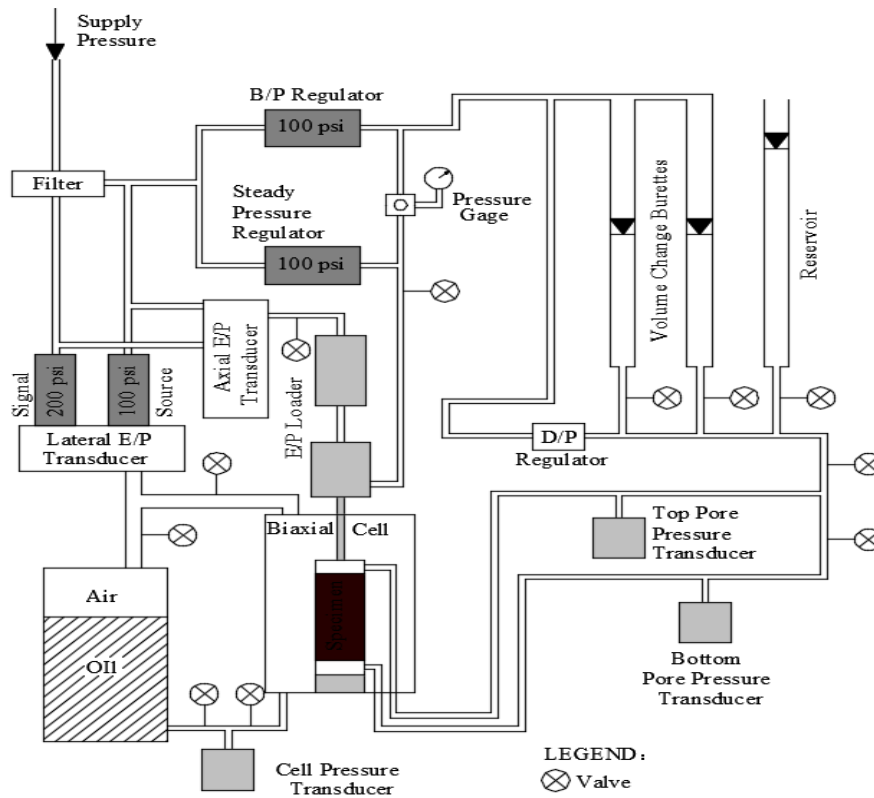 Supply
Pressure
B/P Regulator
100 psi
Filter
Steady
Pressure
Regulator
100 psi
Pressure
Gage
Volume Change Burettes
Reservoir
Signal
200 psi
100 psi
Source
Axial E/P
Transducer
E/P Loader
Lateral E/P
Transducer
D/P
Regulator
Biaxial Cell
Top Pore
Pressure
Transducer
Air
OIl
Specimen
Bottom
Pore Pressure
Transducer
Cell Pressure
Transducer
LEGEND:
Valve